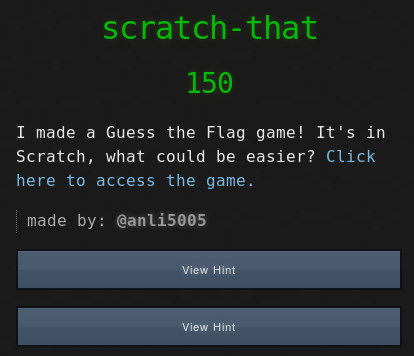 scratch-that
150
I made a Guess the Flag game! It's in
Scratch, what could be easier? Click
here to access the game.
made by: @anli5005
View Hint
View Hint